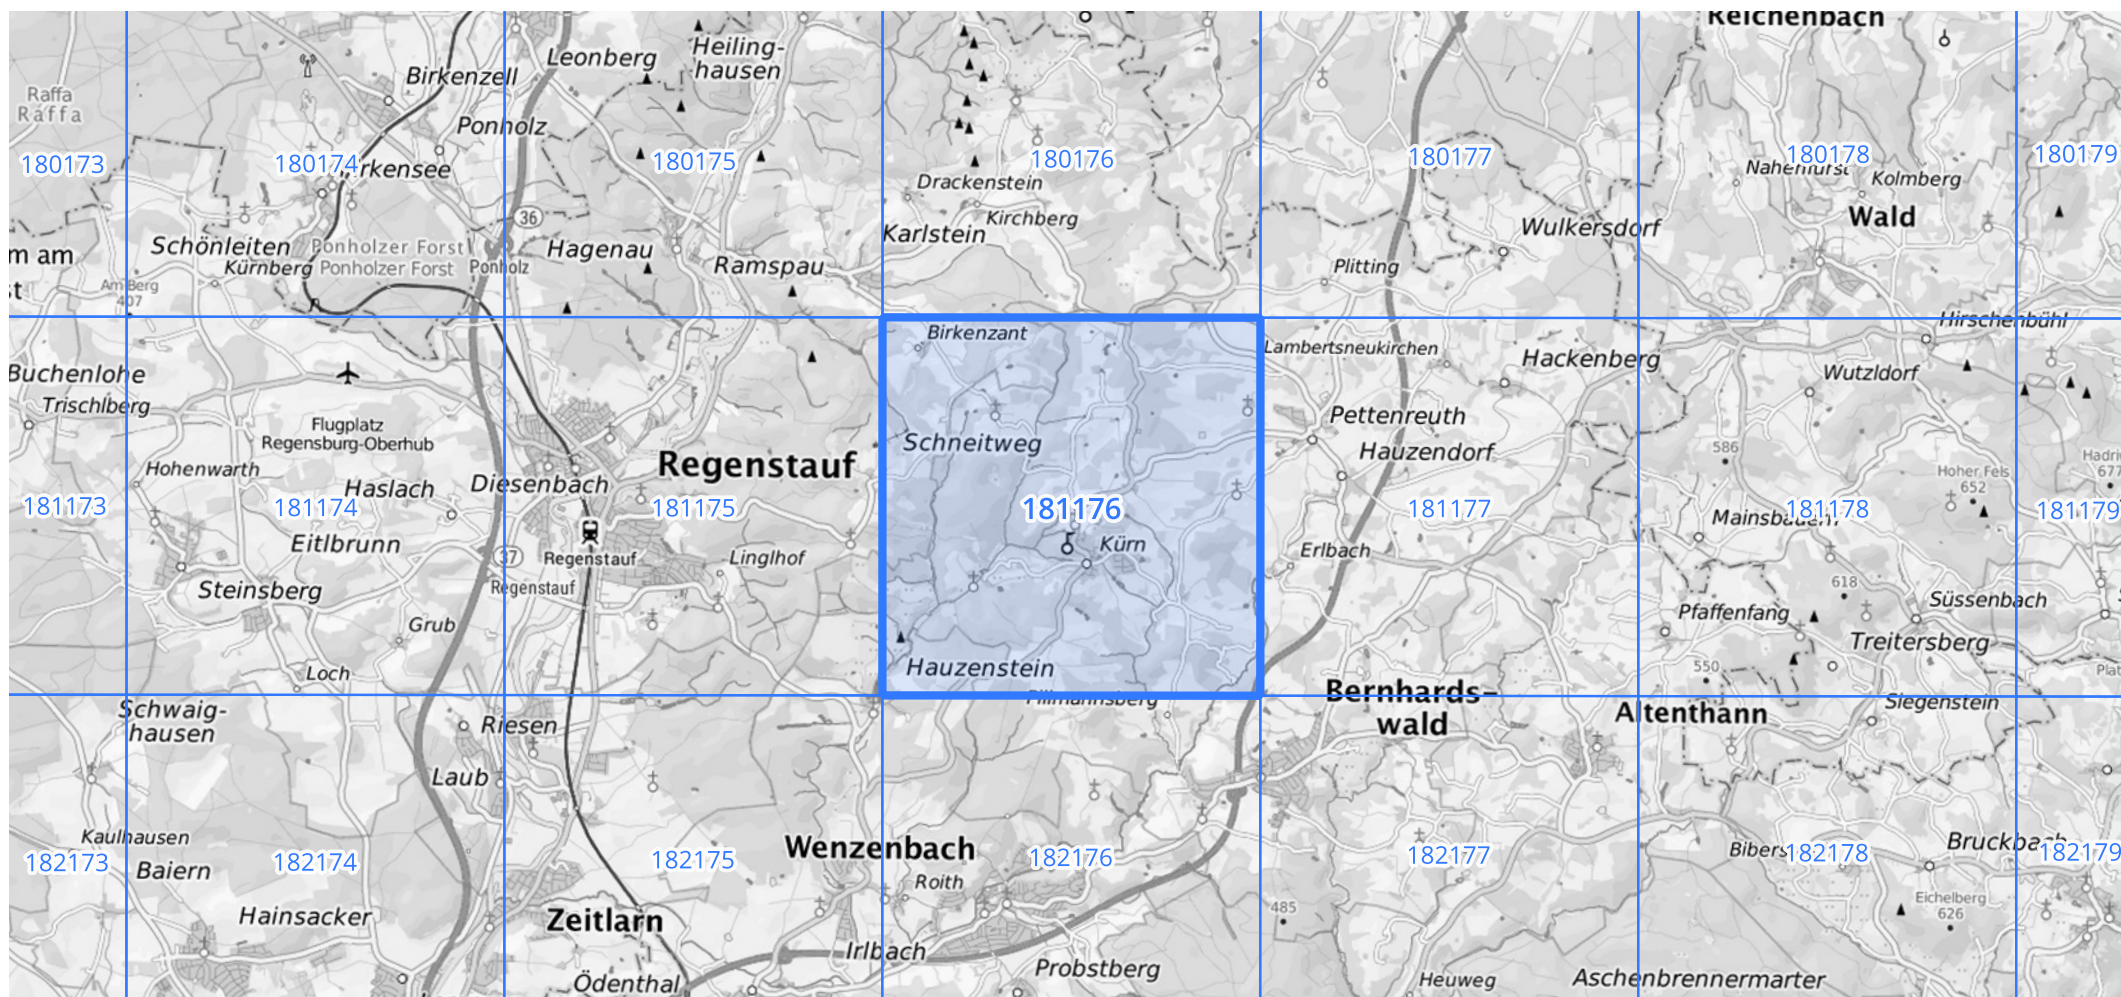 Reichenbach
Leonberg
Heiling-
hausen
Birkenzell
Raffa
Raffa
Ponholz
180173
180174
rkensee
180175
180176
180177
180178
180179
Drackenstein
Kolmberg
Kirchberg
Wald
36
Karlstein
Wulkersdorf
Schönleiten
Ponholzer Forst
Hagenau
m am
Kürnberg
Ponholzer Forst
Ponholz
Ramspau
Plitting
st
Am Berg
407
Birkenzant
Hirschenbühl
Lambertsneukirchen
Hackenberg
Buchenlohe
Wutzldorf
Trischlberg
Pettenreuth
Flugplatz
Regensburg-Oberhub
Schneitweg
586
Hauzendorf
Regenstauf
Hohenwarth
Hoher Fels
652
677
Haslach
Diesenbach
181173
181174
181175
181176
181177
Mainsbauern
181178
181179
Eitlbrunn
Kürn
Erlbach
37
Regenstauf
Linglhof
Steinsberg
Regenstauf
618
Süssenbach
Pfaffenfang
Grub
Treitersberg
Hauzenstein
550
Loch
Plat
Bernhards-
wald
Pillmannsberg
Siegenstein
Schwaig-
hausen
Altenthann
Riesen
Laub
Kaulhausen
Wenzenbach
Bruckbach
182173
182174
182175
182176
182177
Bibers
182178
182179
Baiern
Roith
Eichelberg
626
Hainsacker
Zeitlarn
485
Irlbach
Probstberg
Ödenthal
Heuweg
Aschenbrennermarter